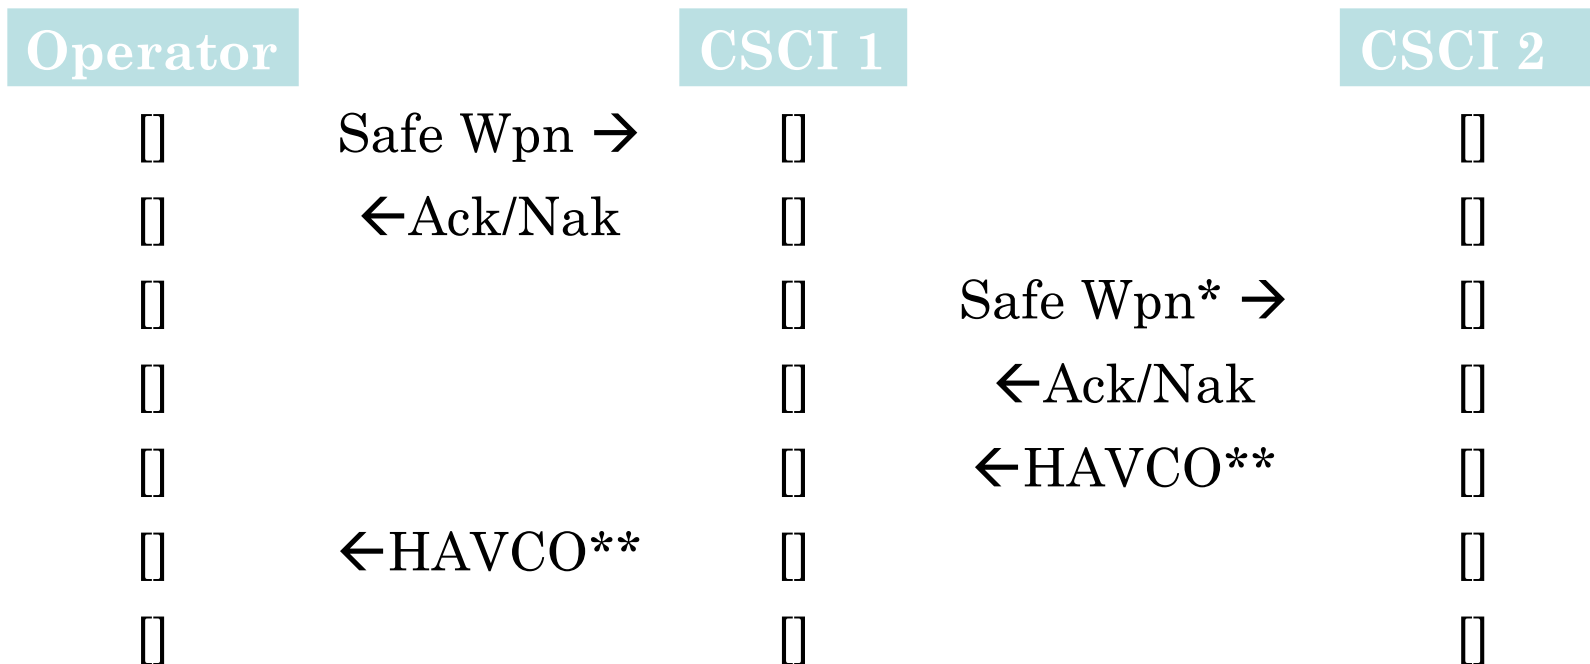 Operator CSCI 1 CSCI 2
[] Safe Wpn → [] []
[] ←Ack/Nak [] []
[] [] Safe Wpn* → []
[] [] ←Ack/Nak []
[] [] ←HAVCO** []
[] ←HAVCO** [] []
[] [] []